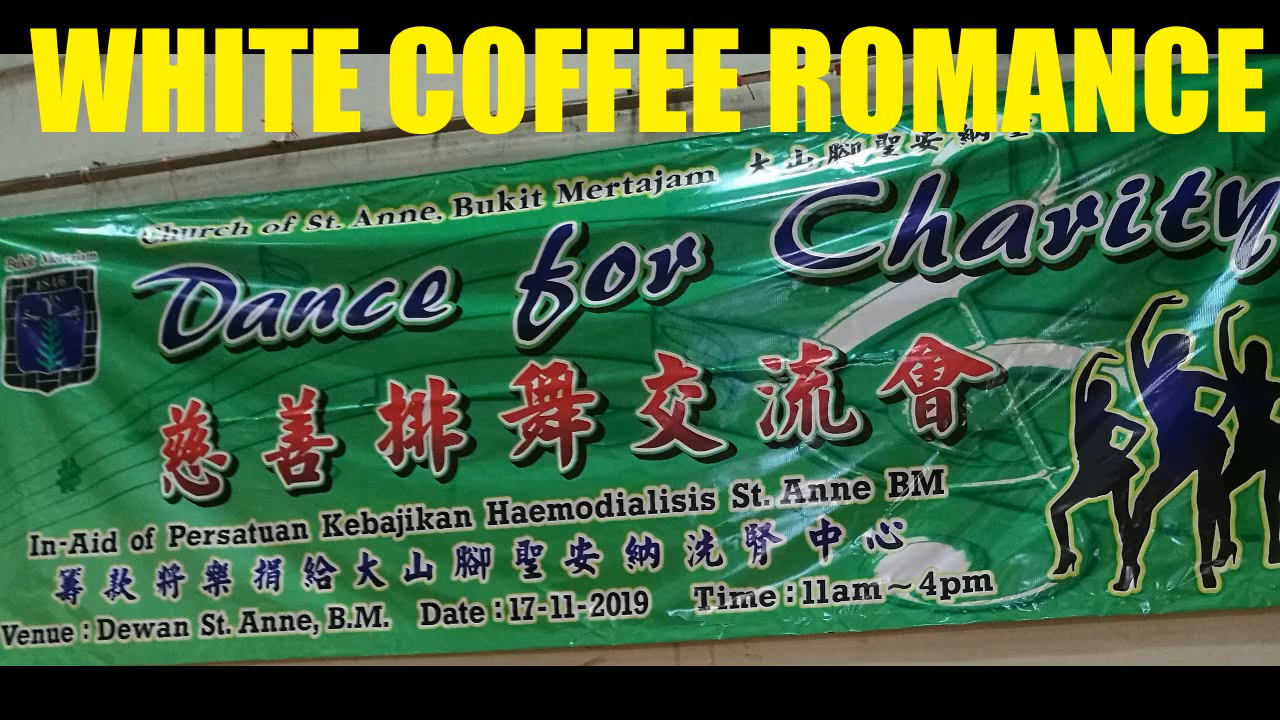 WHITE COFFEE ROMANCE
Church of St. Anne, Bukit Mertajam 大山腳聖安納
Bukit Mertajam
1846
Dance for Charity
慈善排舞交流會
In-Aid of Persatuan Kebajikan Haemodialisis St. Anne BM
籌款將樂捐給大山腳聖安納洗腎中心
Venue : Dewan St. Anne, B.M. Date : 17-11-2019 Time : 11am~4pm